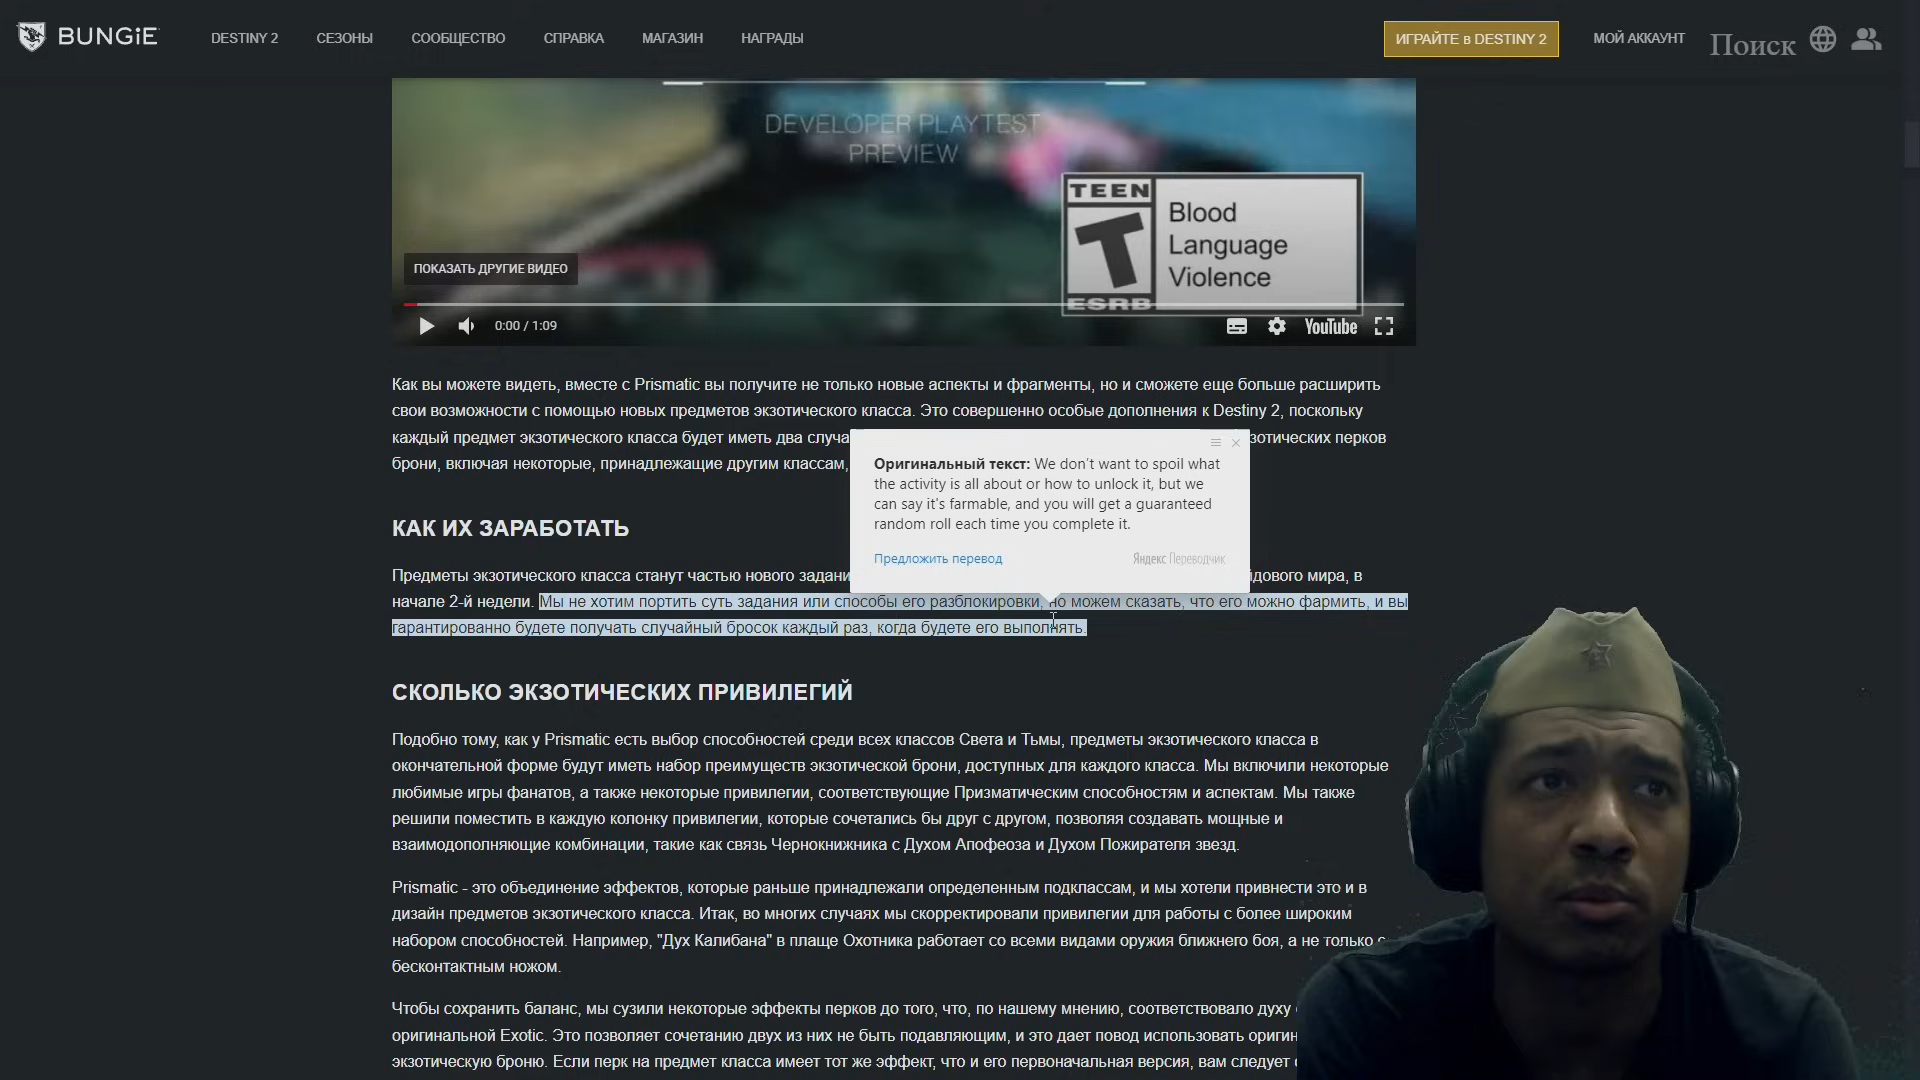 BUNGiE
DESTINY 2
СЕЗОНЫ
СООБЩЕСТВО
СПРАВКА
МАГАЗИН
НАГРАДЫ
ИГРАЙТЕ в DESTINY 2
МОЙ АККАУНТ
Поиск
DEVELOPER PLAYTEST
PREVIEW
TEEN
T
ESRB
Blood
Language
Violence
ПОКАЗАТЬ ДРУГИЕ ВИДЕО
0:00 / 1:09
YouTube
Как вы можете видеть, вместе с Prismatic вы получите не только новые аспекты и фрагменты, но и сможете еще больше расширить
свои возможности с помощью новых предметов экзотического класса. Это совершенно особые дополнения к Destiny 2, поскольку
каждый предмет экзотического класса будет иметь два случа
зотических перков
брони, включая некоторые, принадлежащие другим классам,
Оригинальный текст: We don't want to spoil what
the activity is all about or how to unlock it, but we
can say it's farmable, and you will get a guaranteed
random roll each time you complete it.
Предложить перевод
Яндекс Переводчик
КАК ИХ ЗАРАБОТАТЬ
Предметы экзотического класса станут частью нового задани
йдового мира, в
начале 2-й недели. Мы не хотим портить суть задания или способы его разблокировки, но можем сказать, что его можно фармить, и вы
гарантированно будете получать случайный бросок каждый раз, когда будете его выполнять.
СКОЛЬКО ЭКЗОТИЧЕСКИХ ПРИВИЛЕГИЙ
Подобно тому, как у Prismatic есть выбор способностей среди всех классов Света и Тьмы, предметы экзотического класса в
окончательной форме будут иметь набор преимуществ экзотической брони, доступных для каждого класса. Мы включили некоторые
любимые игры фанатов, а также некоторые привилегии, соответствующие Призматическим способностям и аспектам. Мы также
решили поместить в каждую колонку привилегии, которые сочетались бы друг с другом, позволяя создавать мощные и
взаимодополняющие комбинации, такие как связь Чернокнижника с Духом Апофеоза и Духом Пожирателя звезд.
Prismatic - это объединение эффектов, которые раньше принадлежали определенным подклассам, и мы хотели привнести это и в
дизайн предметов экзотического класса. Итак, во многих случаях мы скорректировали привилегии для работы с более широким
набором способностей. Например, "Дух Калибана" в плаще Охотника работает со всеми видами оружия ближнего боя, а не только с
бесконтактным ножом.
Чтобы сохранить баланс, мы сузили некоторые эффекты перков до того, что, по нашему мнению, соответствовало духу
оригинальной Exotic. Это позволяет сочетанию двух из них не быть подавляющим, и это дает повод использовать оригин
экзотическую броню. Если перк на предмет класса имеет тот же эффект, что и его первоначальная версия, вам следует